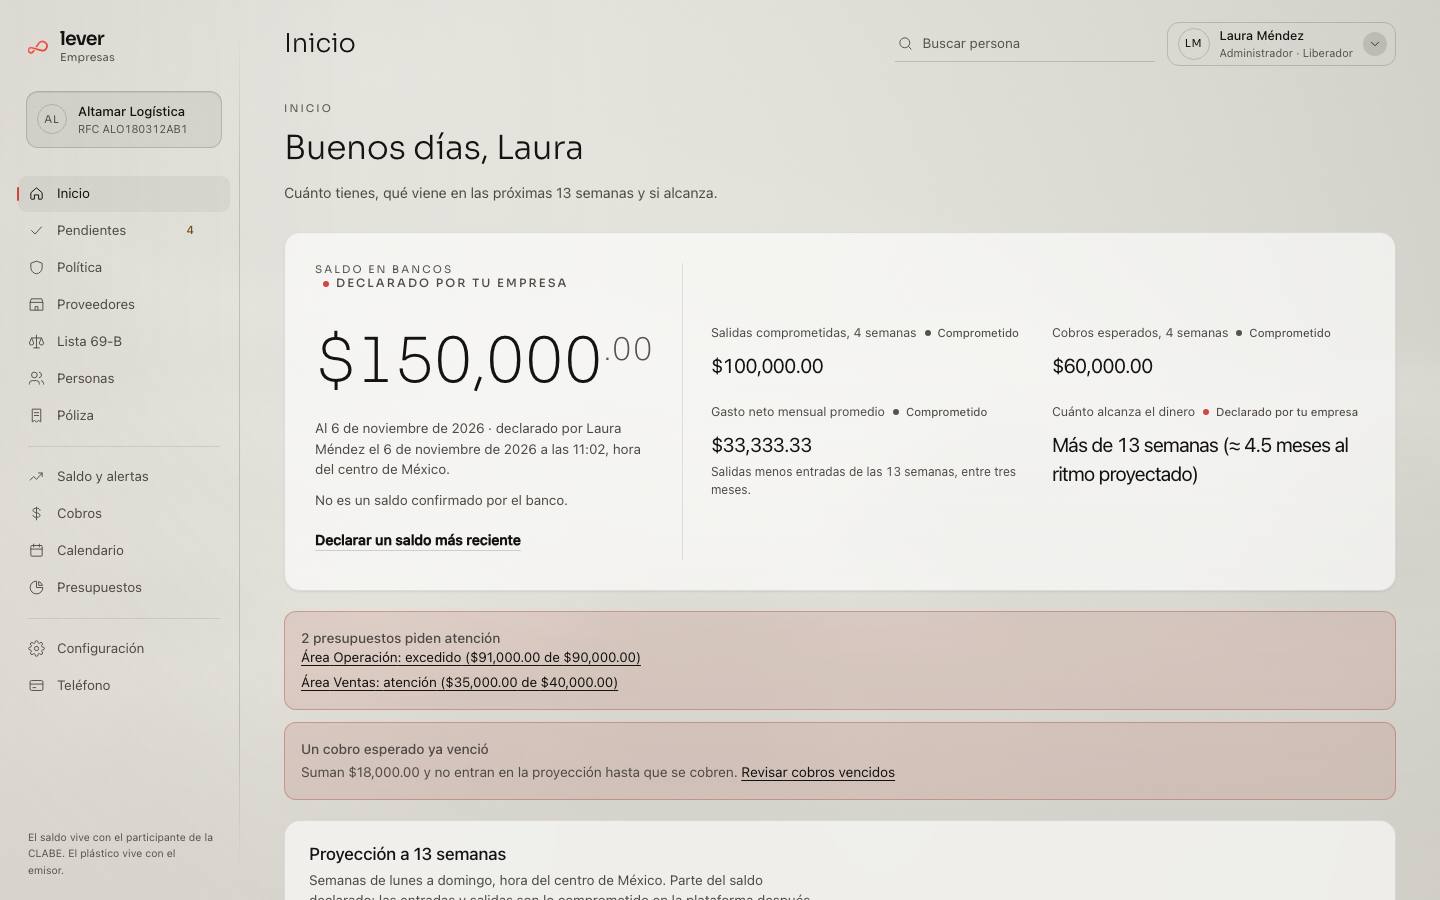 lever
Empresas
Inicio
Buscar persona
LM
Laura Méndez
Administrador · Liberador
AL
Altamar Logística
RFC ALO180312AB1
Inicio
Pendientes 4
Política
Proveedores
Lista 69-B
Personas
Póliza
Saldo y alertas
Cobros
Calendario
Presupuestos
Configuración
Teléfono
El saldo vive con el participante de la
CLABE. El plástico vive con el
emisor.
INICIO
Buenos días, Laura
Cuánto tienes, qué viene en las próximas 13 semanas y si alcanza.
SALDO EN BANCOS
DECLARADO POR TU EMPRESA
$150,000.00
Al 6 de noviembre de 2026 · declarado por Laura
Méndez el 6 de noviembre de 2026 a las 11:02, hora
del centro de México.
No es un saldo confirmado por el banco.
Declarar un saldo más reciente
Salidas comprometidas, 4 semanas Comprometido
$100,000.00
Cobros esperados, 4 semanas Comprometido
$60,000.00
Gasto neto mensual promedio Comprometido
$33,333.33
Salidas menos entradas de las 13 semanas, entre tres
meses.
Cuánto alcanza el dinero Declarado por tu empresa
Más de 13 semanas (≈ 4.5 meses al
ritmo proyectado)
2 presupuestos piden atención
Área Operación: excedido ($91,000.00 de $90,000.00)
Área Ventas: atención ($35,000.00 de $40,000.00)
Un cobro esperado ya venció
Suman $18,000.00 y no entran en la proyección hasta que se cobren. Revisar cobros vencidos
Proyección a 13 semanas
Semanas de lunes a domingo, hora del centro de México. Parte del saldo
declarado; las entradas y salidas son lo comprometido en la plataforma después